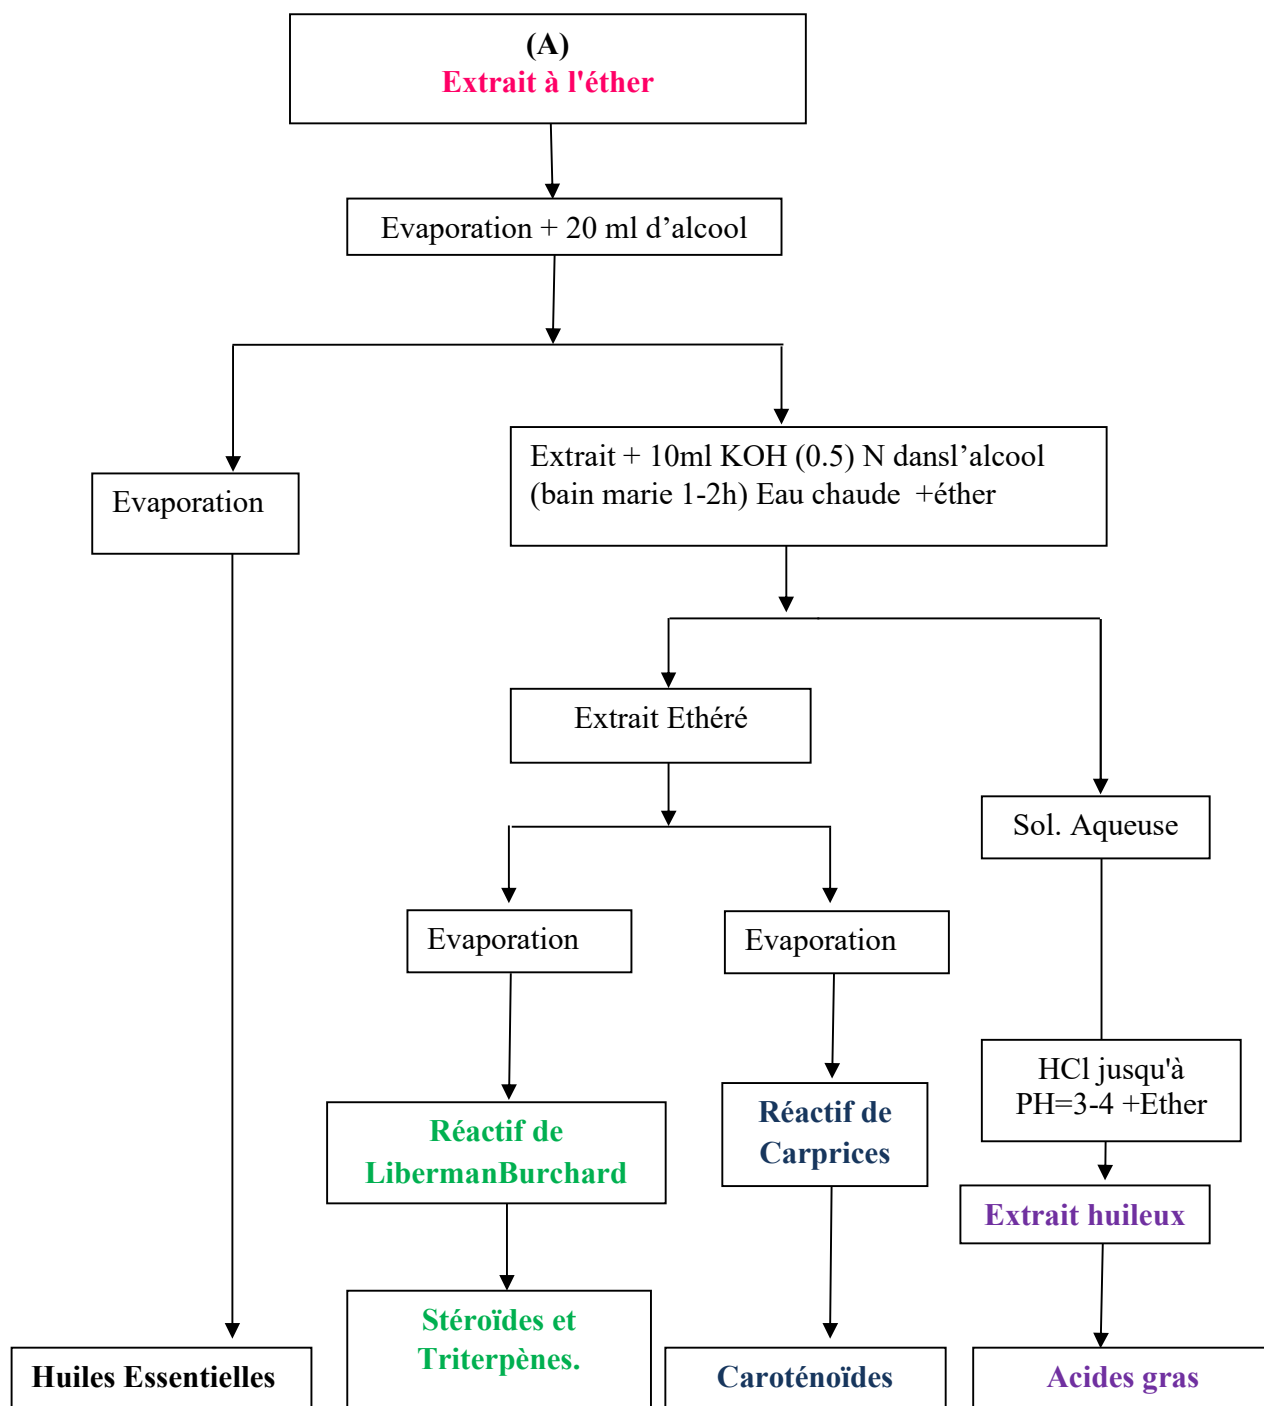 (A)
Extrait à l'éther
Evaporation + 20 ml d’alcool
Evaporation
Extrait + 10ml KOH (0.5) N dansl’alcool
(bain marie 1-2h) Eau chaude +éther
Extrait Ethéré
Sol. Aqueuse
Evaporation
Evaporation
HCl jusqu'à
PH=3-4 +Ether
Réactif de
LibermanBurchard
Réactif de
Carprices
Extrait huileux
Stéroïdes et
Triterpènes.
Huiles Essentielles
Caroténoïdes
Acides gras